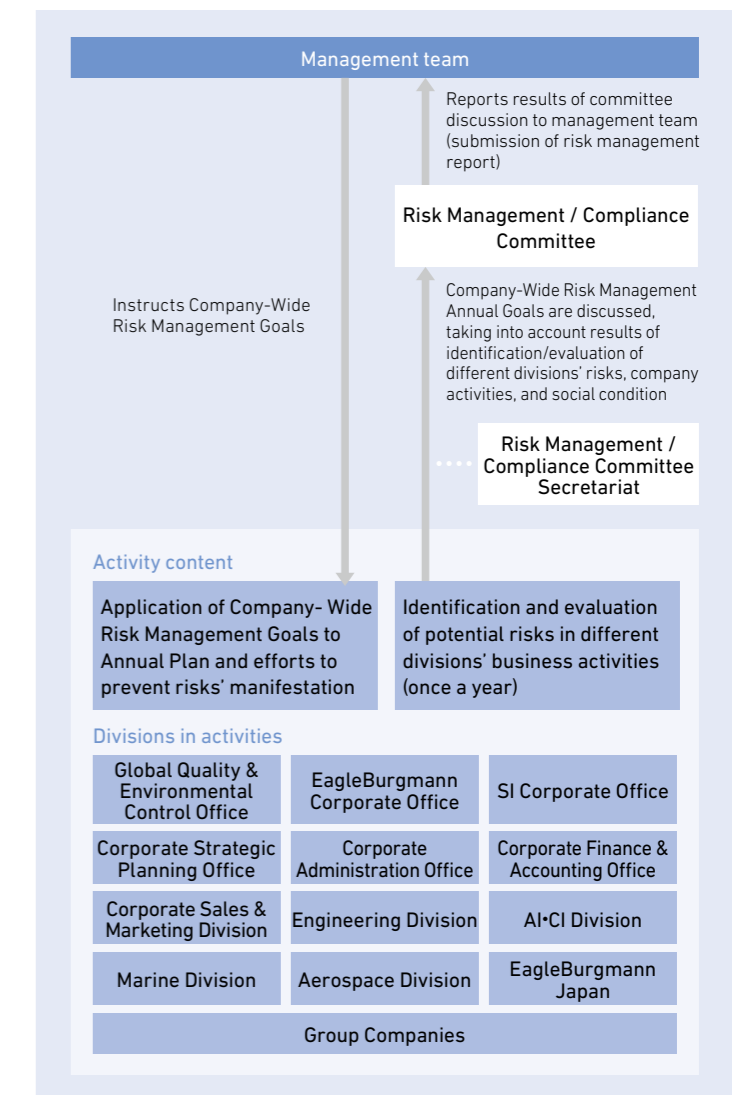 Management team
Reports results of committee
discussion to management team
(submission of risk management
report)
Risk Management / Compliance
Committee
Instructs Company-Wide
Risk Management Goals
Company-Wide Risk Management
Annual Goals are discussed,
taking into account results of
identification/evaluation of
different divisions' risks, company
activities, and social condition
Risk Management /
Compliance Committee
Secretariat
Activity content
Application of Company- Wide
Risk Management Goals to
Annual Plan and efforts to
prevent risks' manifestation
Identification and evaluation
of potential risks in different
divisions' business activities
(once a year)
Divisions in activities
Global Quality &
Environmental
Control Office
EagleBurgmann
Corporate Office
SI Corporate Office
Corporate Strategic
Planning Office
Corporate
Administration Office
Corporate Finance &
Accounting Office
Corporate Sales &
Marketing Division
Engineering Division
AI•CI Division
Marine Division
Aerospace Division
EagleBurgmann
Japan
Group Companies